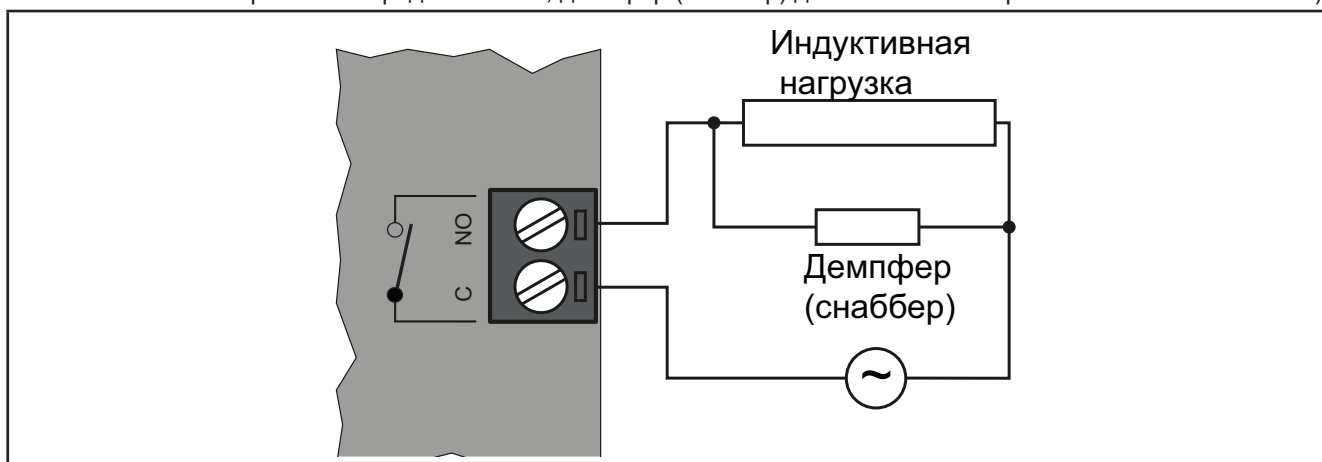 Индуктивная
нагрузка
NO
C
Демпфер
(снаббер)
~